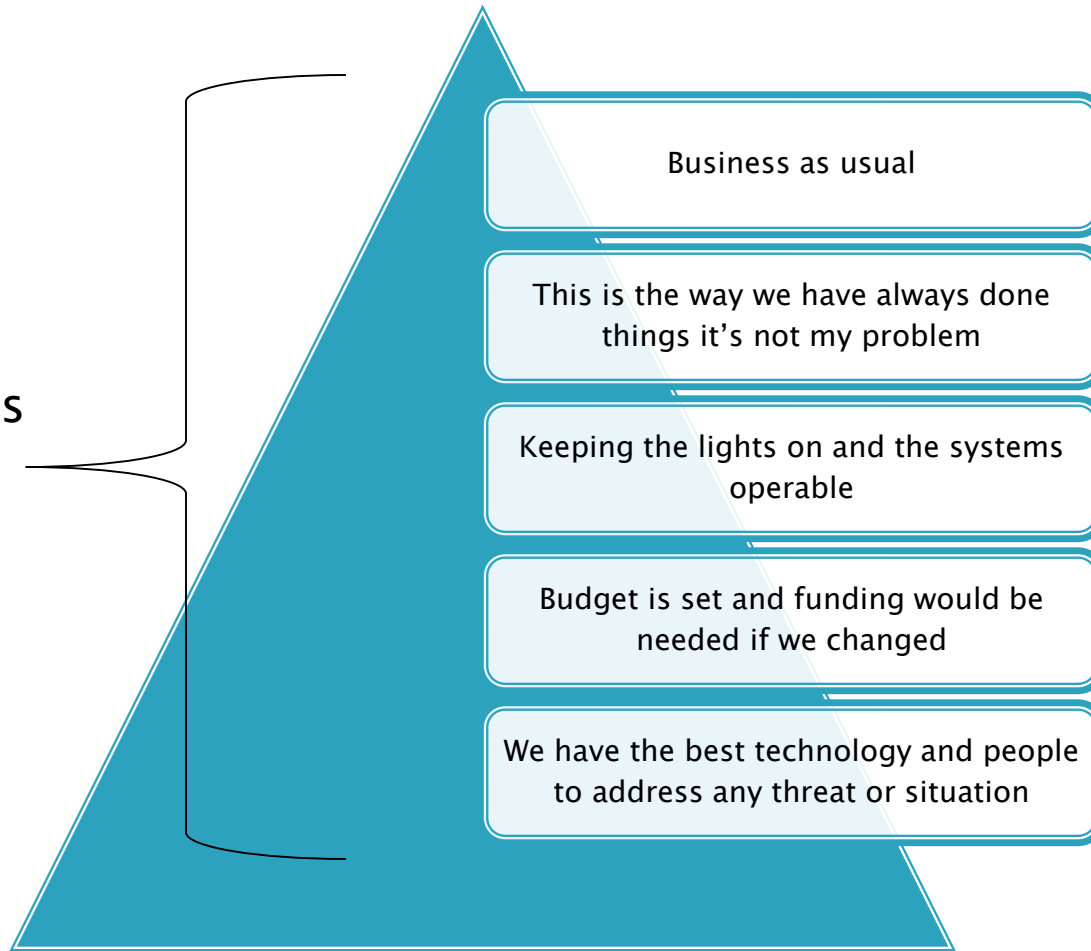 Business as usual
This is the way we have always done
things it’s not my problem
s
Keeping the lights on and the systems
operable
Budget is set and funding would be
needed if we changed
We have the best technology and people
to address any threat or situation